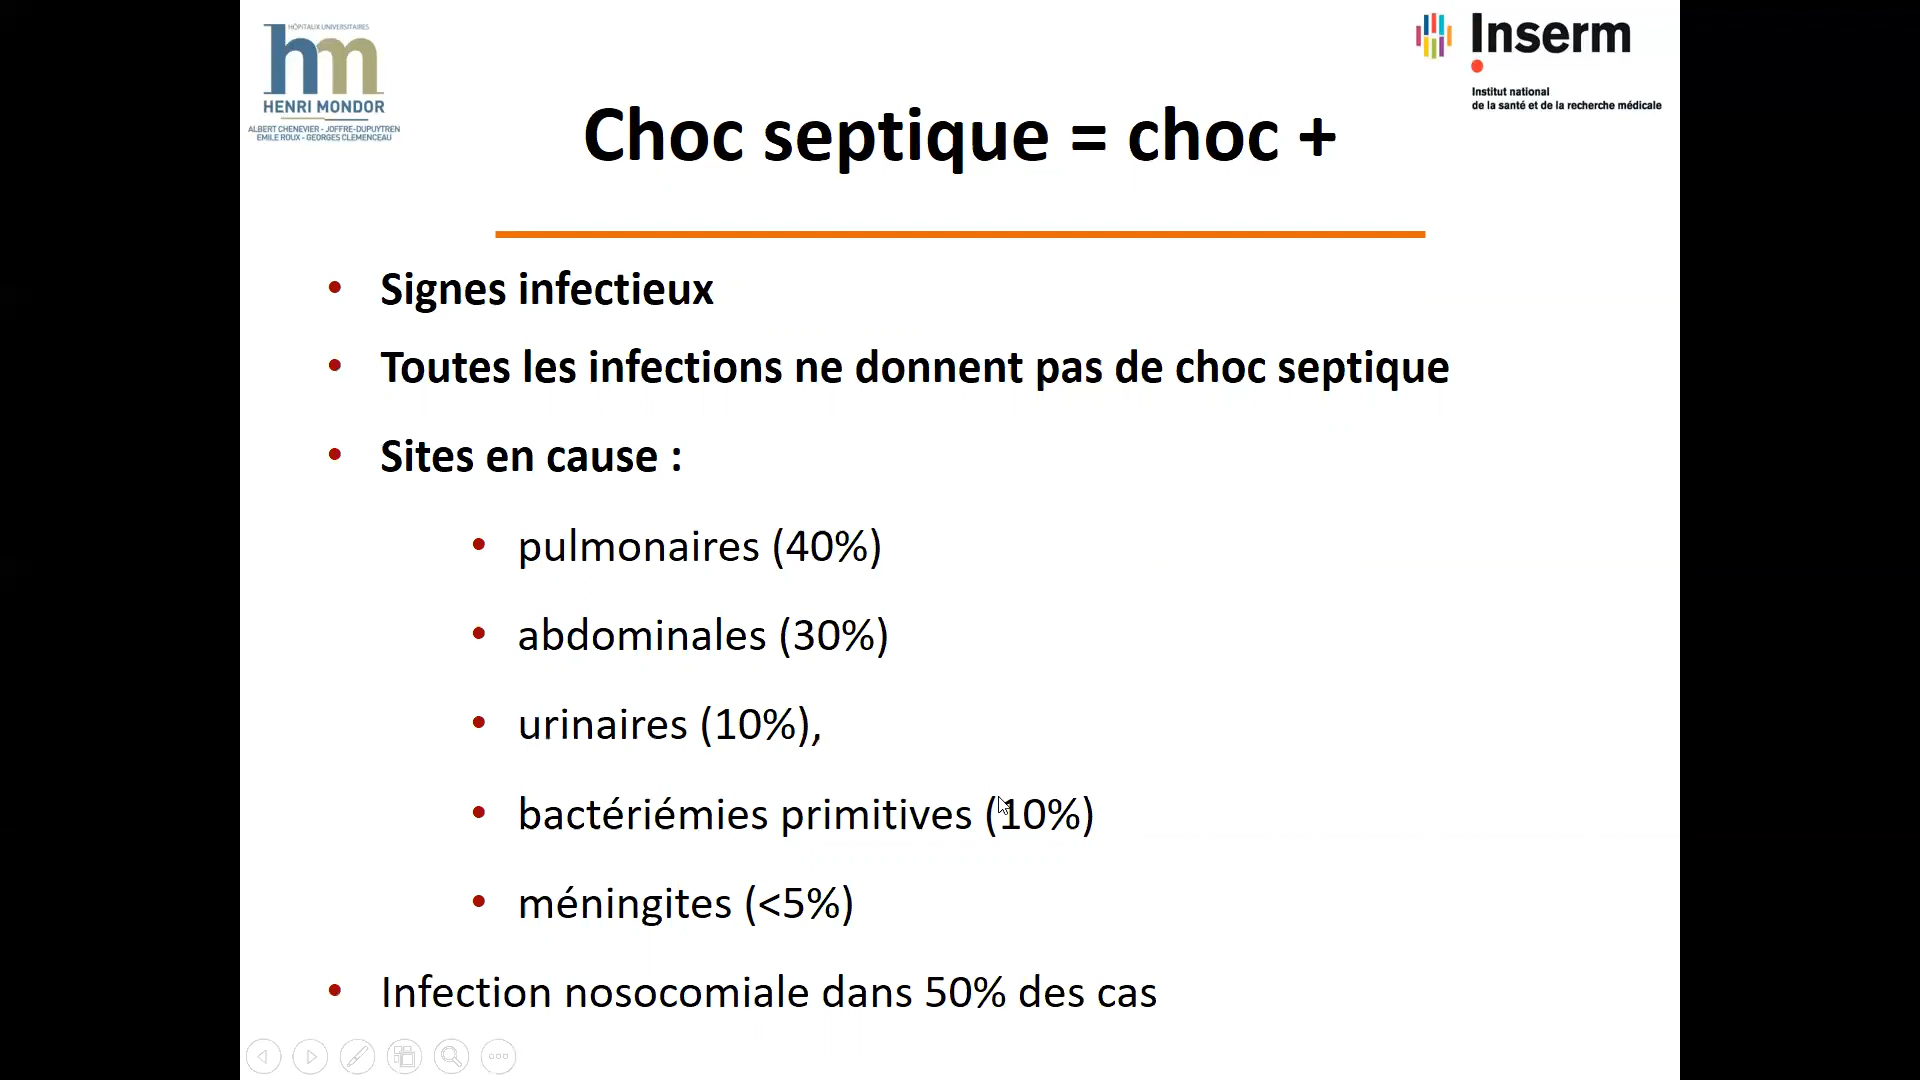 HÔPITAUX UNIVERSITAIRES
hm
HENRI MONDOR
ALBERT CHENEVIER - JOFFRE-DUPUYTREN
EMILE ROUX - GEORGES CLEMENCEAU
Inserm
Institut national
de la santé et de la recherche médicale
Choc septique = choc +
• Signes infectieux
• Toutes les infections ne donnent pas de choc septique
• Sites en cause :
• pulmonaires (40%)
• abdominales (30%)
• urinaires (10%),
• bactériémies primitives (10%)
• méningites (<5%)
• Infection nosocomiale dans 50% des cas